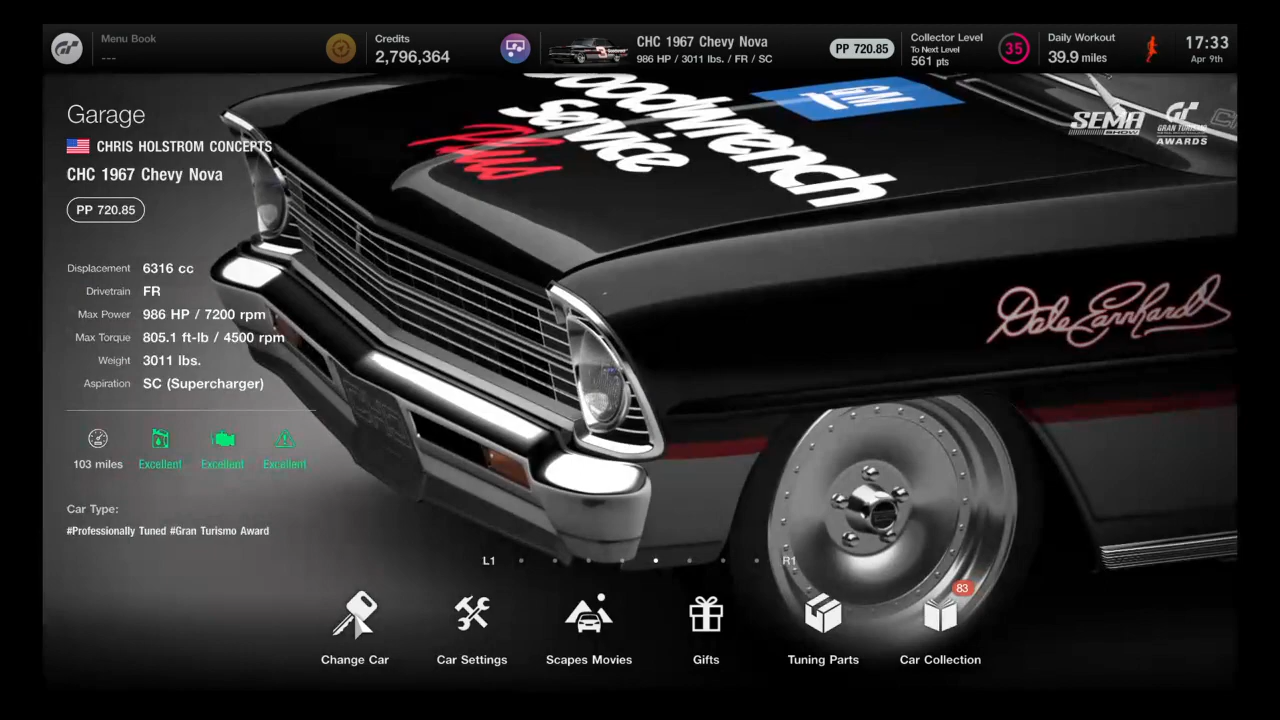 Menu Book
---
Credits
2,796,364
CHC 1967 Chevy Nova
986 HP / 3011 lbs. / FR / SC
PP 720.85
Collector Level
To Next Level
561 pts
35
Daily Workout
39.9 miles
17:33
Apr 9th
Garage
CHRIS HOLSTROM CONCEPTS
CHC 1967 Chevy Nova
PP 720.85
Displacement 6316 cc
Drivetrain FR
Max Power 986 HP / 7200 rpm
Max Torque 805.1 ft-lb / 4500 rpm
Weight 3011 lbs.
Aspiration SC (Supercharger)
103 miles Excellent Excellent Excellent
Car Type:
#Professionally Tuned #Gran Turismo Award
GM
Goodwrench
Service
Plus
SEMA
SHOW
GT
GRAN TURISMO
AWARDS
Dale Earnhardt
L1 R1
83
Change Car Car Settings Scapes Movies Gifts Tuning Parts Car Collection